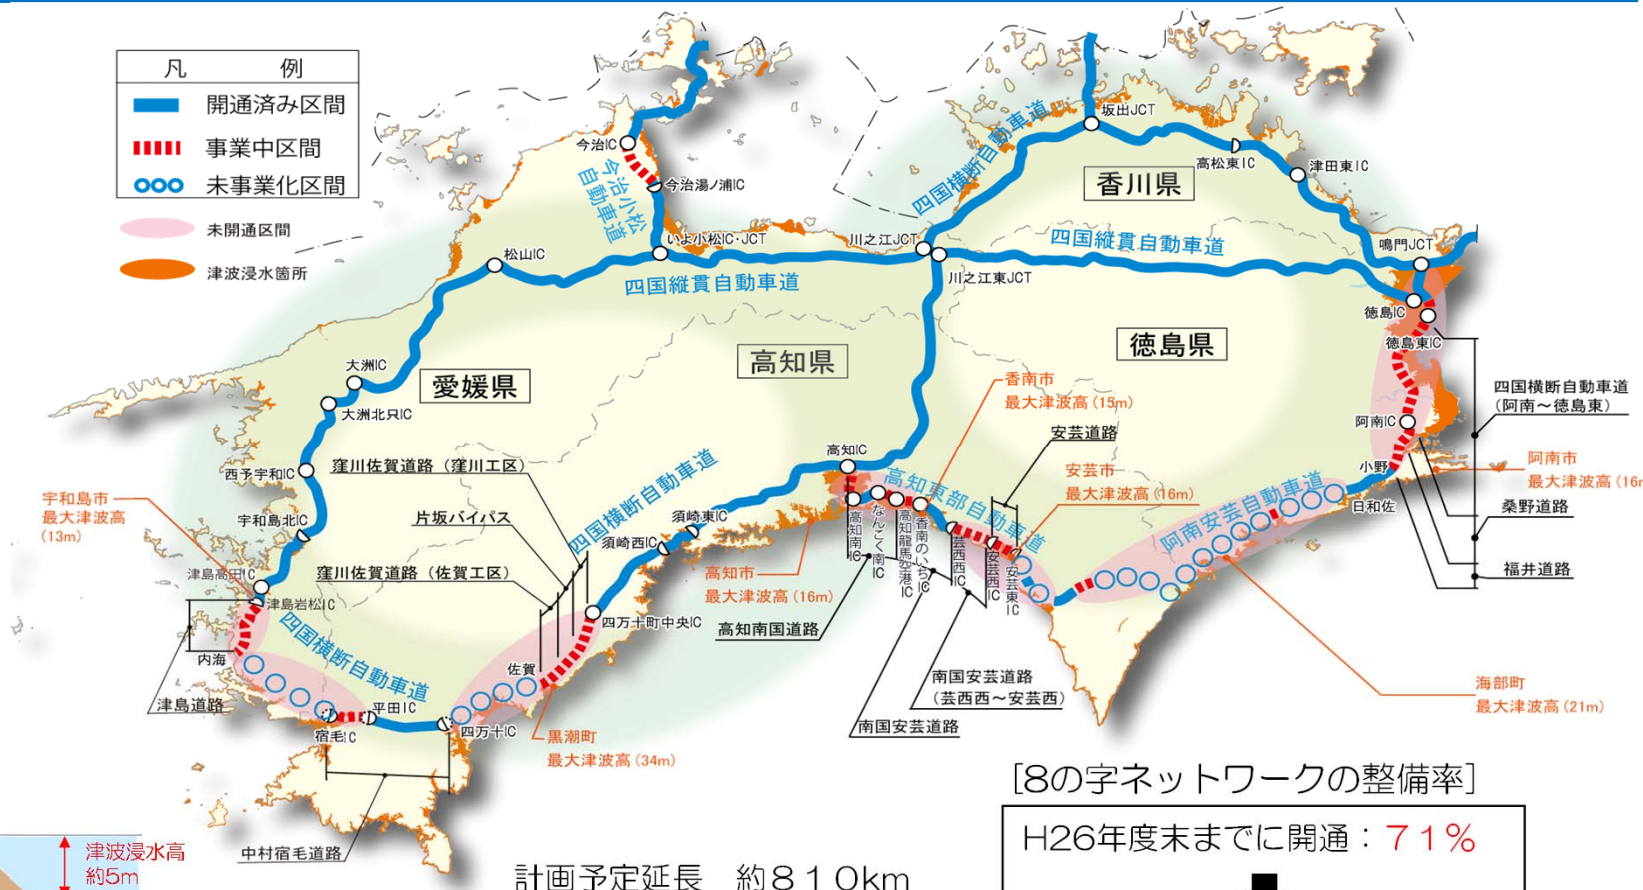 凡 例
開通済み区間
事業中区間
未事業化区間
未開通区間
津波浸水箇所
今治IC
今治湯ノ浦IC
今治小松
自動車道
いよ小松IC・JCT
松山IC
四国縦貫自動車道
川之江JCT
川之江東JCT
四国横断自動車道
坂出JCT
高松東IC
津田東IC
香川県
四国縦貫自動車道
鳴門JCT
徳島IC
徳島東IC
徳島県
高知県
愛媛県
大洲IC
大洲北只IC
西予宇和IC
宇和島北IC
宇和島市
最大津波高
(13m)
津島高田IC
津島岩松IC
内海
津島道路
四国横断自動車道
宿毛IC
平田IC
四万十IC
中村宿毛道路
窪川佐賀道路(窪川工区)
片坂バイパス
窪川佐賀道路(佐賀工区)
佐賀
黒潮町
最大津波高(34m)
四万十町中央IC
四国横断自動車道
須崎西IC
須崎東IC
高知IC
高知市
最大津波高(16m)
高知南IC
なんこく南IC
高知龍馬空港IC
香南のいちIC
芸西西IC
安芸西IC
安芸東IC
高知東部自動車道
高知南国道路
南国安芸道路
南国安芸道路
(芸西西~安芸西)
香南市
最大津波高(15m)
安芸道路
安芸市
最大津波高(16m)
阿南安芸自動車道
阿南IC
小野
日和佐
四国横断自動車道
(阿南~徳島東)
阿南市
最大津波高(16m
桑野道路
福井道路
海部町
最大津波高(21m)
津波浸水高
約5m
計画予定延長 約810km
[8の字ネットワークの整備率]
H26年度末までに開通:71%